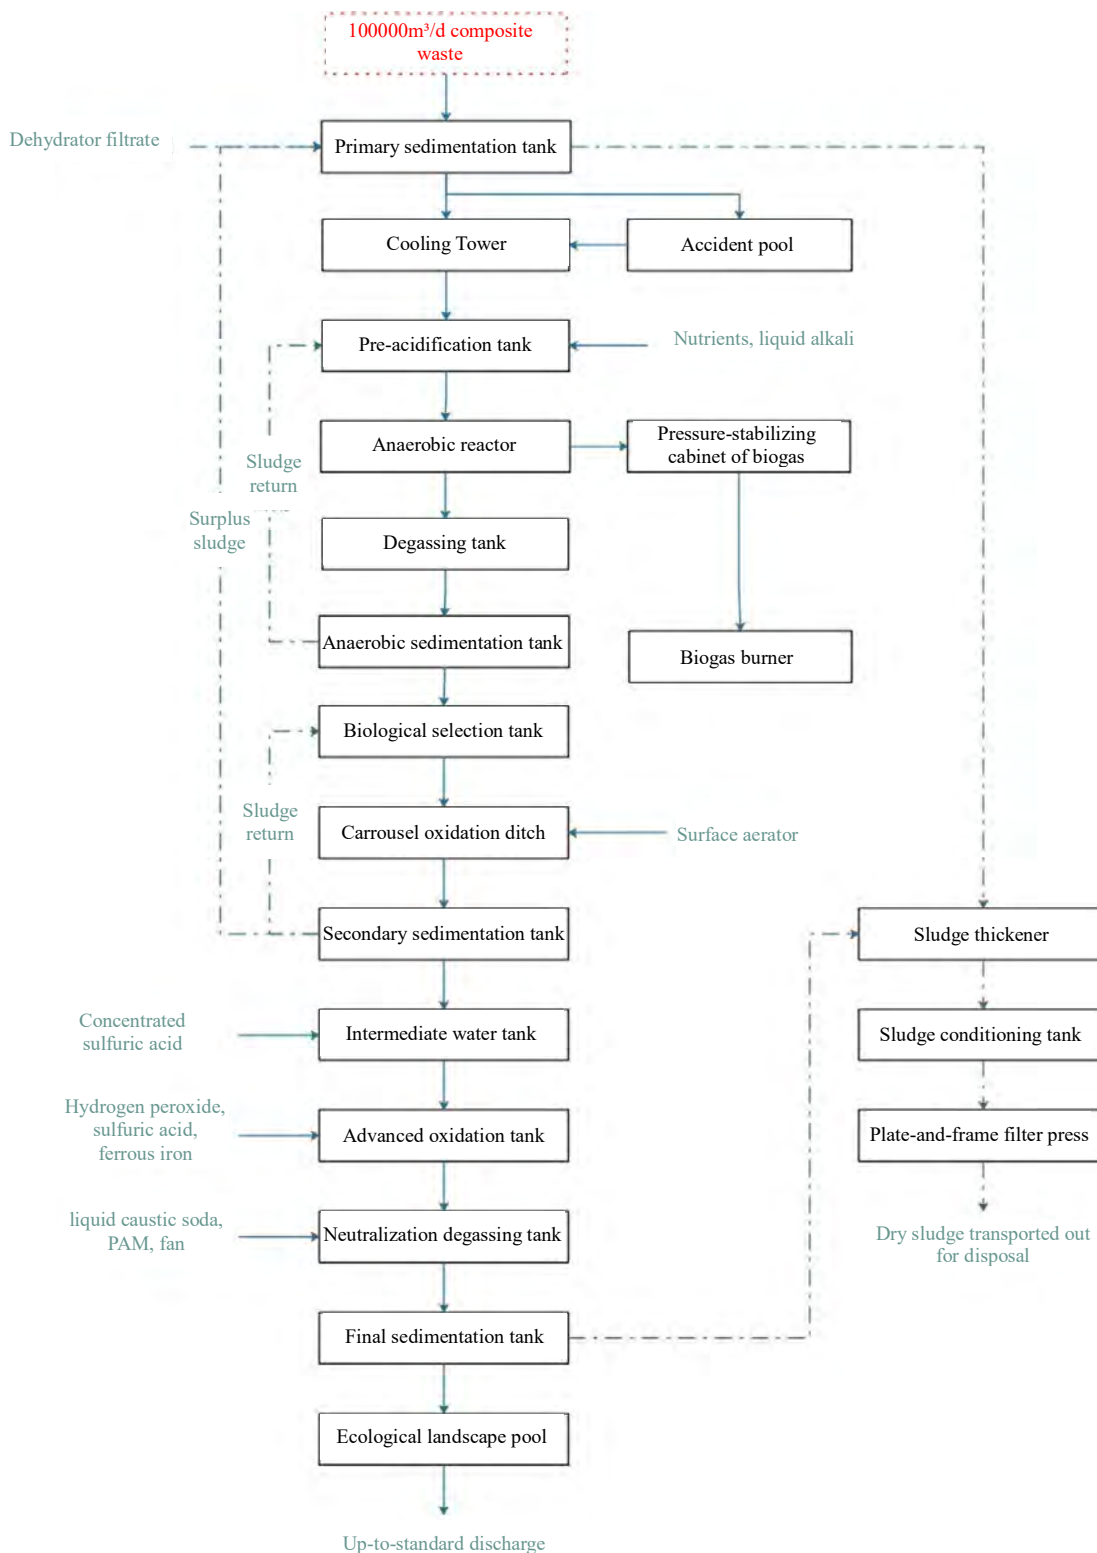 100000m³/d composite
waste
Dehydrator filtrate
Primary sedimentation tank
Cooling Tower
Accident pool
Pre-acidification tank
Nutrients, liquid alkali
Anaerobic reactor
Pressure-stabilizing
cabinet of biogas
Sludge
return
Surplus
sludge
Degassing tank
Anaerobic sedimentation tank
Biogas burner
Biological selection tank
Sludge
return
Carrousel oxidation ditch
Surface aerator
Secondary sedimentation tank
Sludge thickener
Concentrated
sulfuric acid
Intermediate water tank
Sludge conditioning tank
Hydrogen peroxide,
sulfuric acid,
ferrous iron
Advanced oxidation tank
Plate-and-frame filter press
liquid caustic soda,
PAM, fan
Neutralization degassing tank
Dry sludge transported out
for disposal
Final sedimentation tank
Ecological landscape pool
Up-to-standard discharge